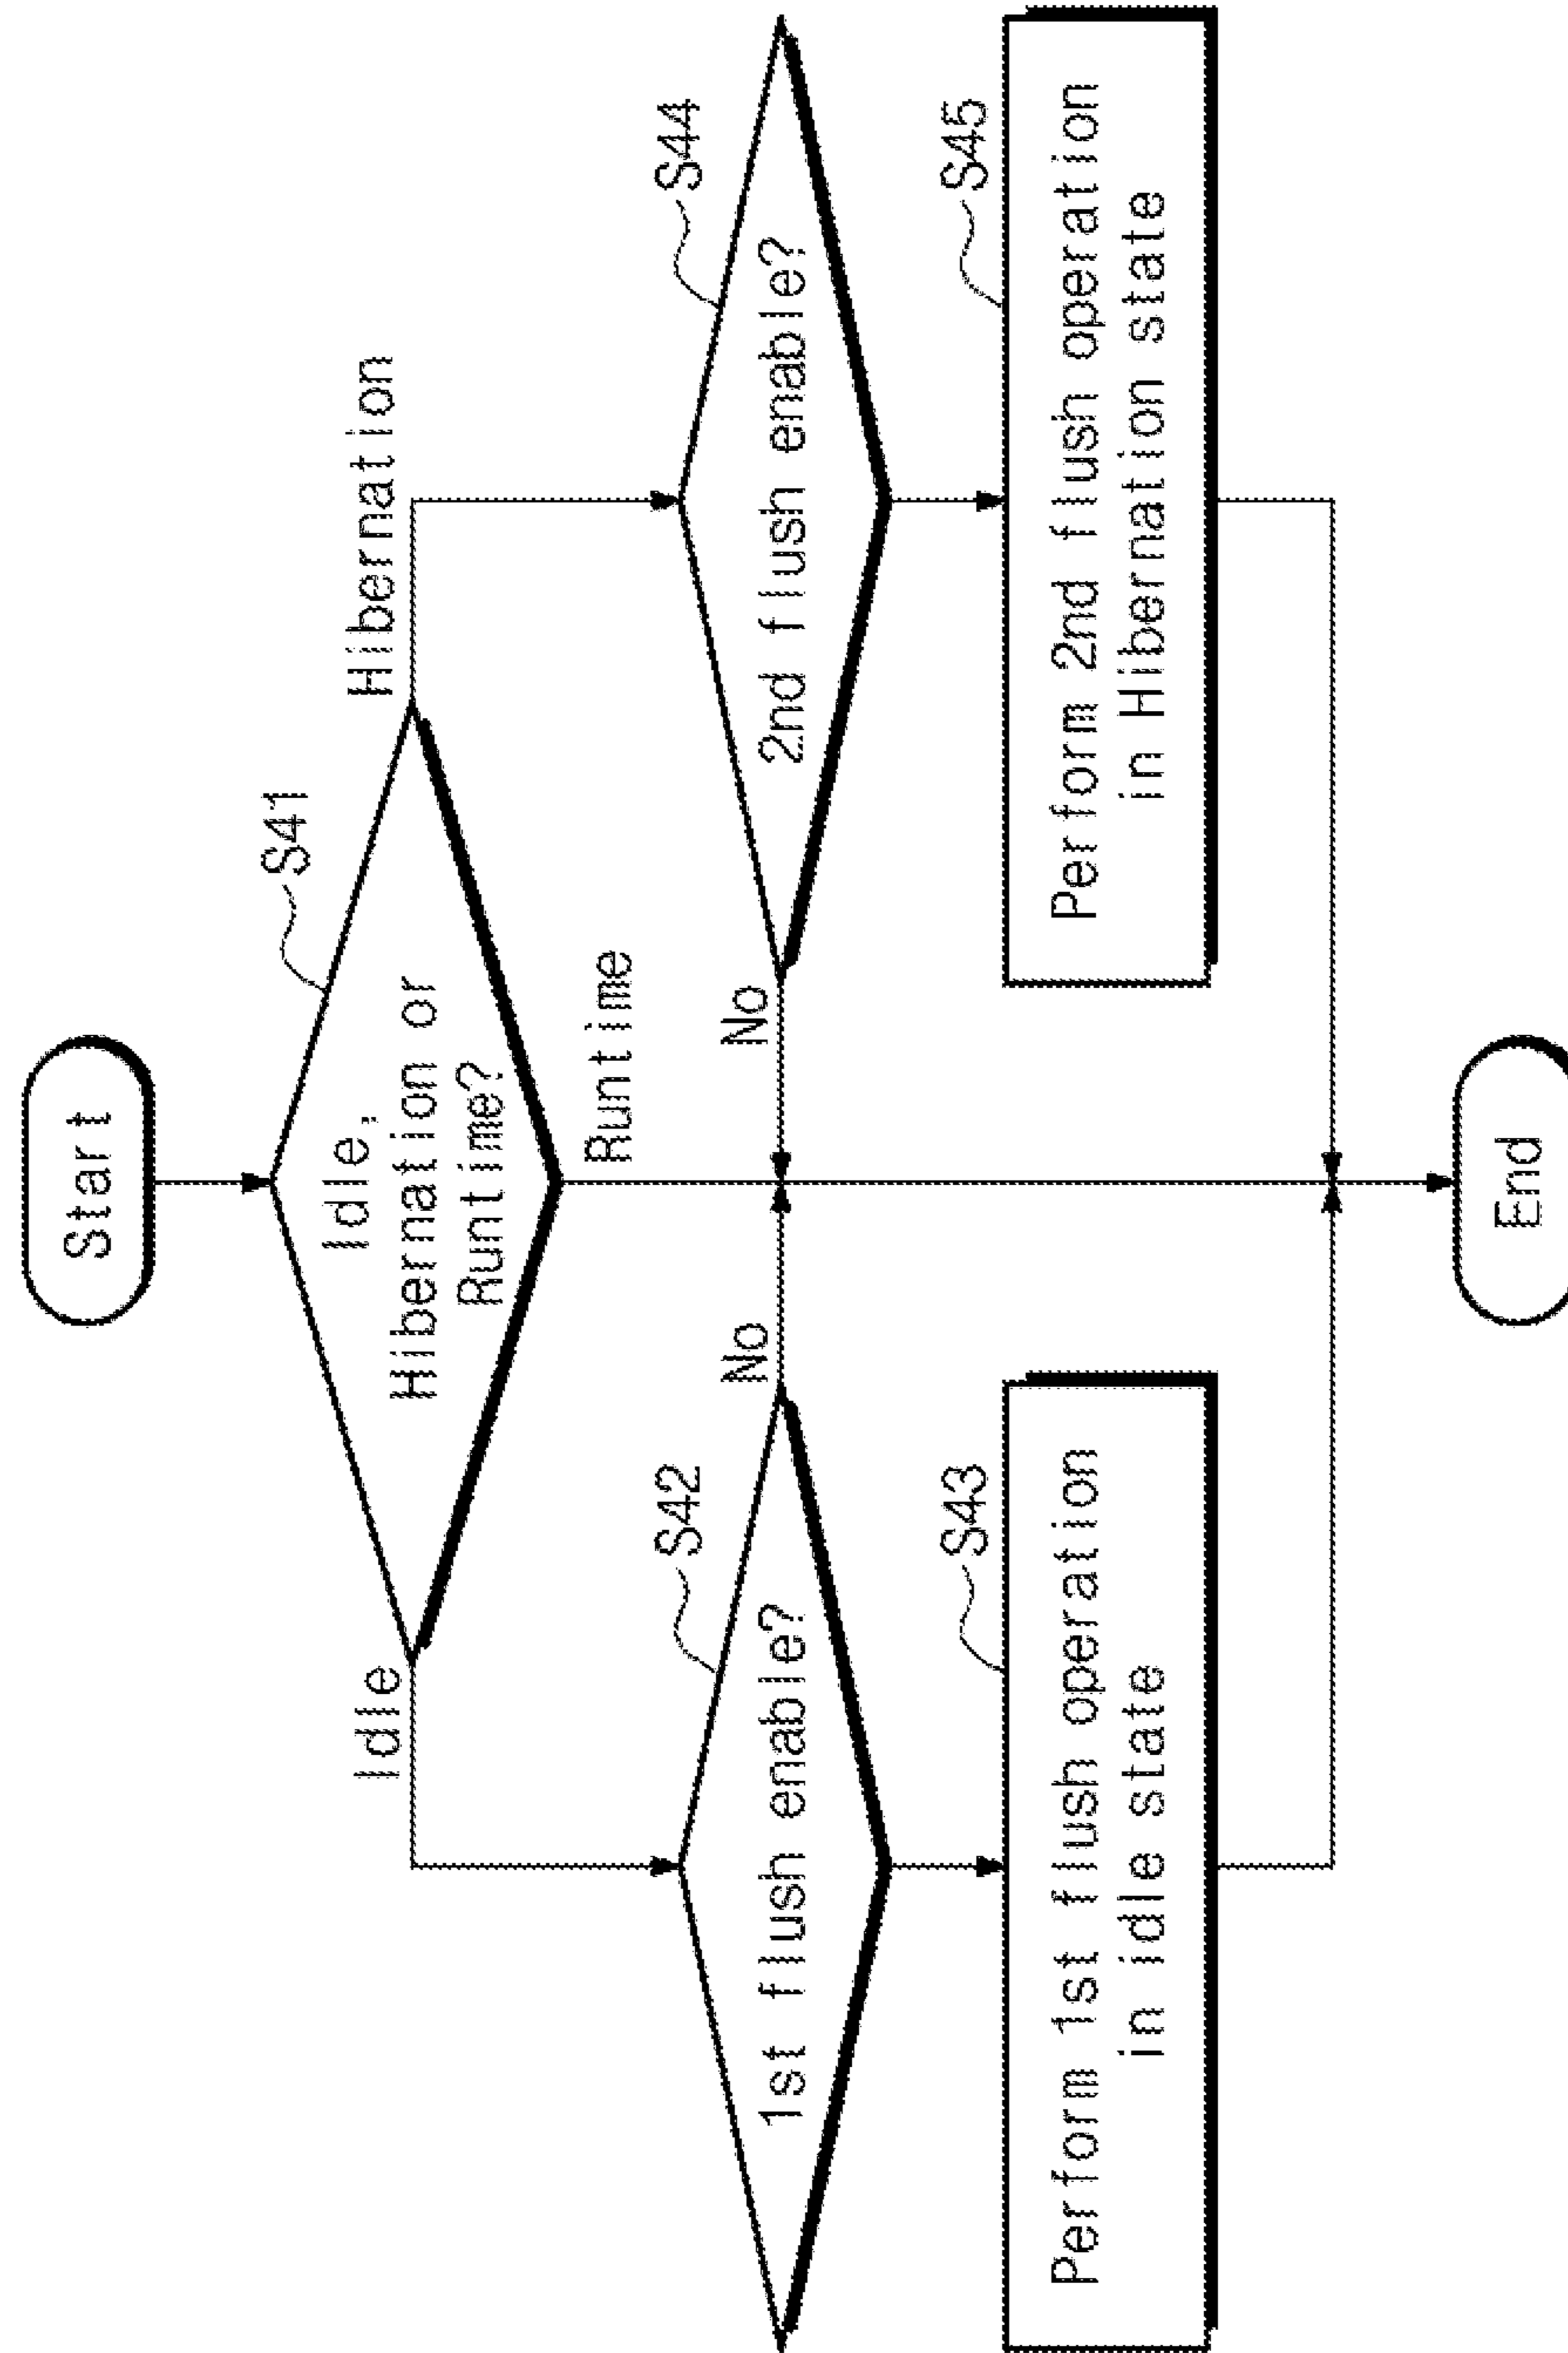 Start
S41
Idle,
Hibernation or
Runtime?
Idle
Hibernation
Runtime
S42
1st flush enable?
No
S44
2nd flush enable?
No
S43
Perform 1st flush operation
in idle state
S45
Perform 2nd flush operation
in Hibernation state
End